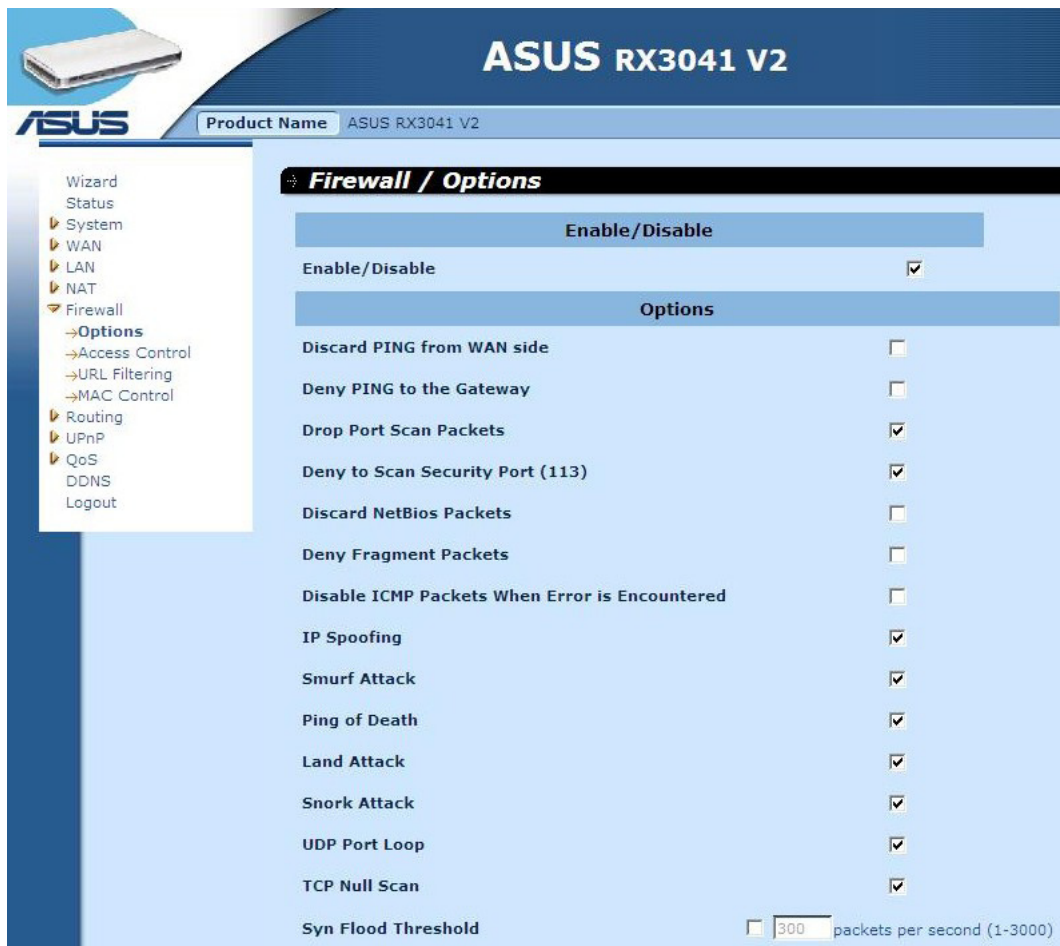 ASUS RX3041 V2
ASUS
Product Name ASUS RX3041 V2
Wizard
Status
System
WAN
LAN
NAT
Firewall
Options
Access Control
URL Filtering
MAC Control
Routing
UPnP
QoS
DDNS
Logout
Firewall / Options
Enable/Disable
Enable/Disable
Options
Discard PING from WAN side
Deny PING to the Gateway
Drop Port Scan Packets
Deny to Scan Security Port (113)
Discard NetBios Packets
Deny Fragment Packets
Disable ICMP Packets When Error is Encountered
IP Spoofing
Smurf Attack
Ping of Death
Land Attack
Snork Attack
UDP Port Loop
TCP Null Scan
Syn Flood Threshold 300 packets per second (1-3000)